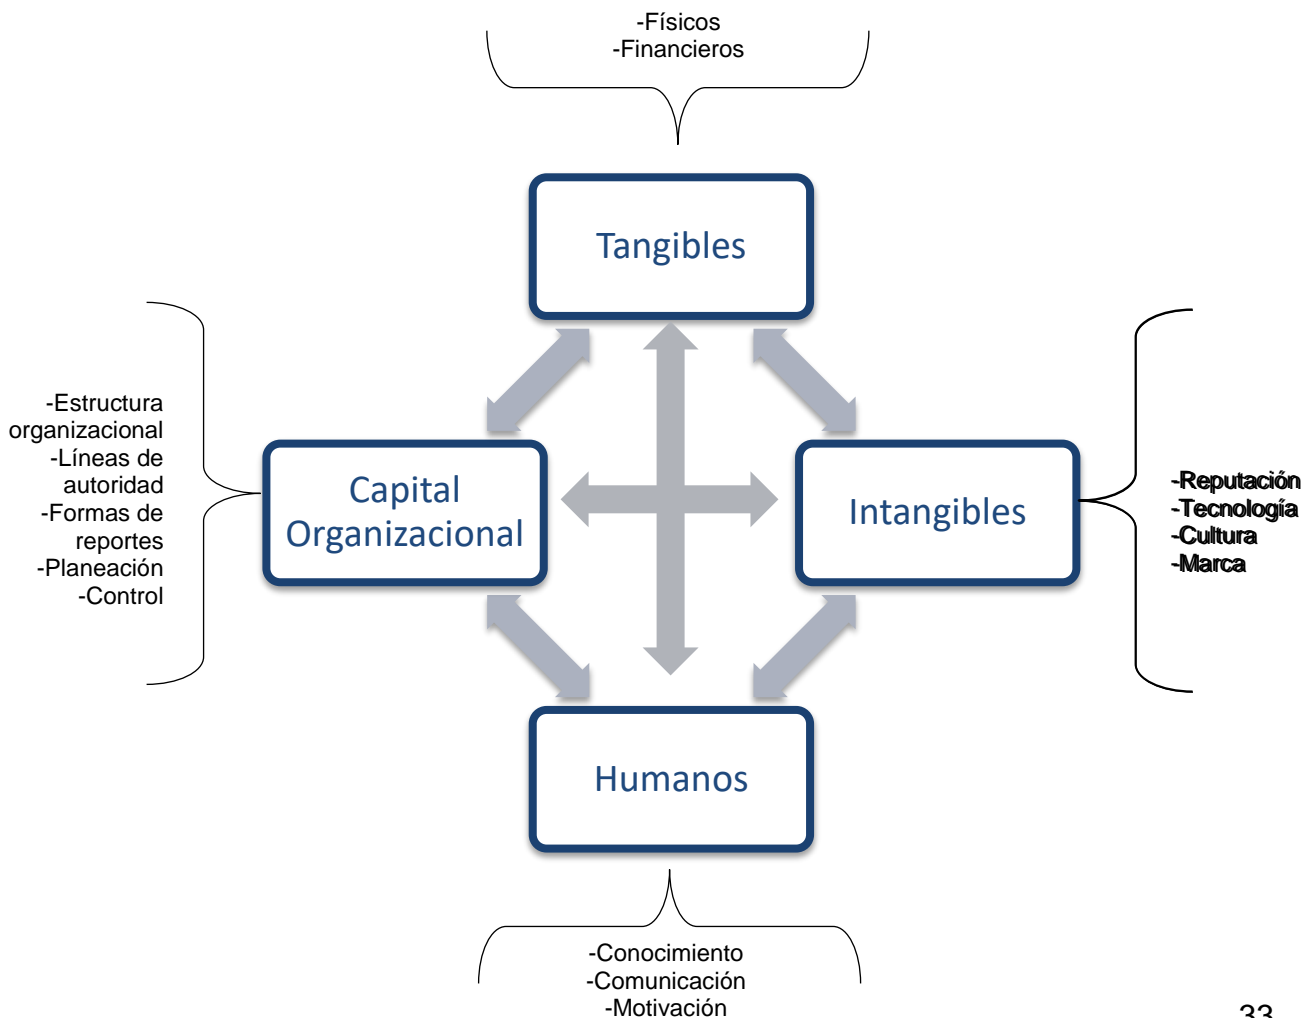 -Físicos
-Financieros
Tangibles
-Estructura
organizacional
-Líneas de
autoridad
-Formas de
reportes
-Planeación
-Control
Capital
Organizacional
Intangibles
-Reputación
-Tecnología
-Cultura
-Marca
Humanos
-Conocimiento
-Comunicación
-Motivación
33